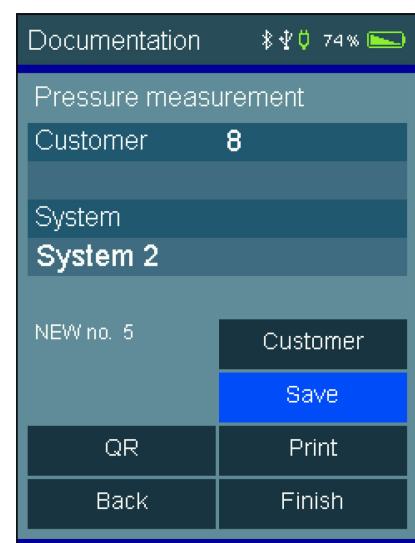 Documentation 74%
Pressure measurement
Customer 8
System
System 2
NEW no. 5
Customer
Save
QR Print
Back Finish